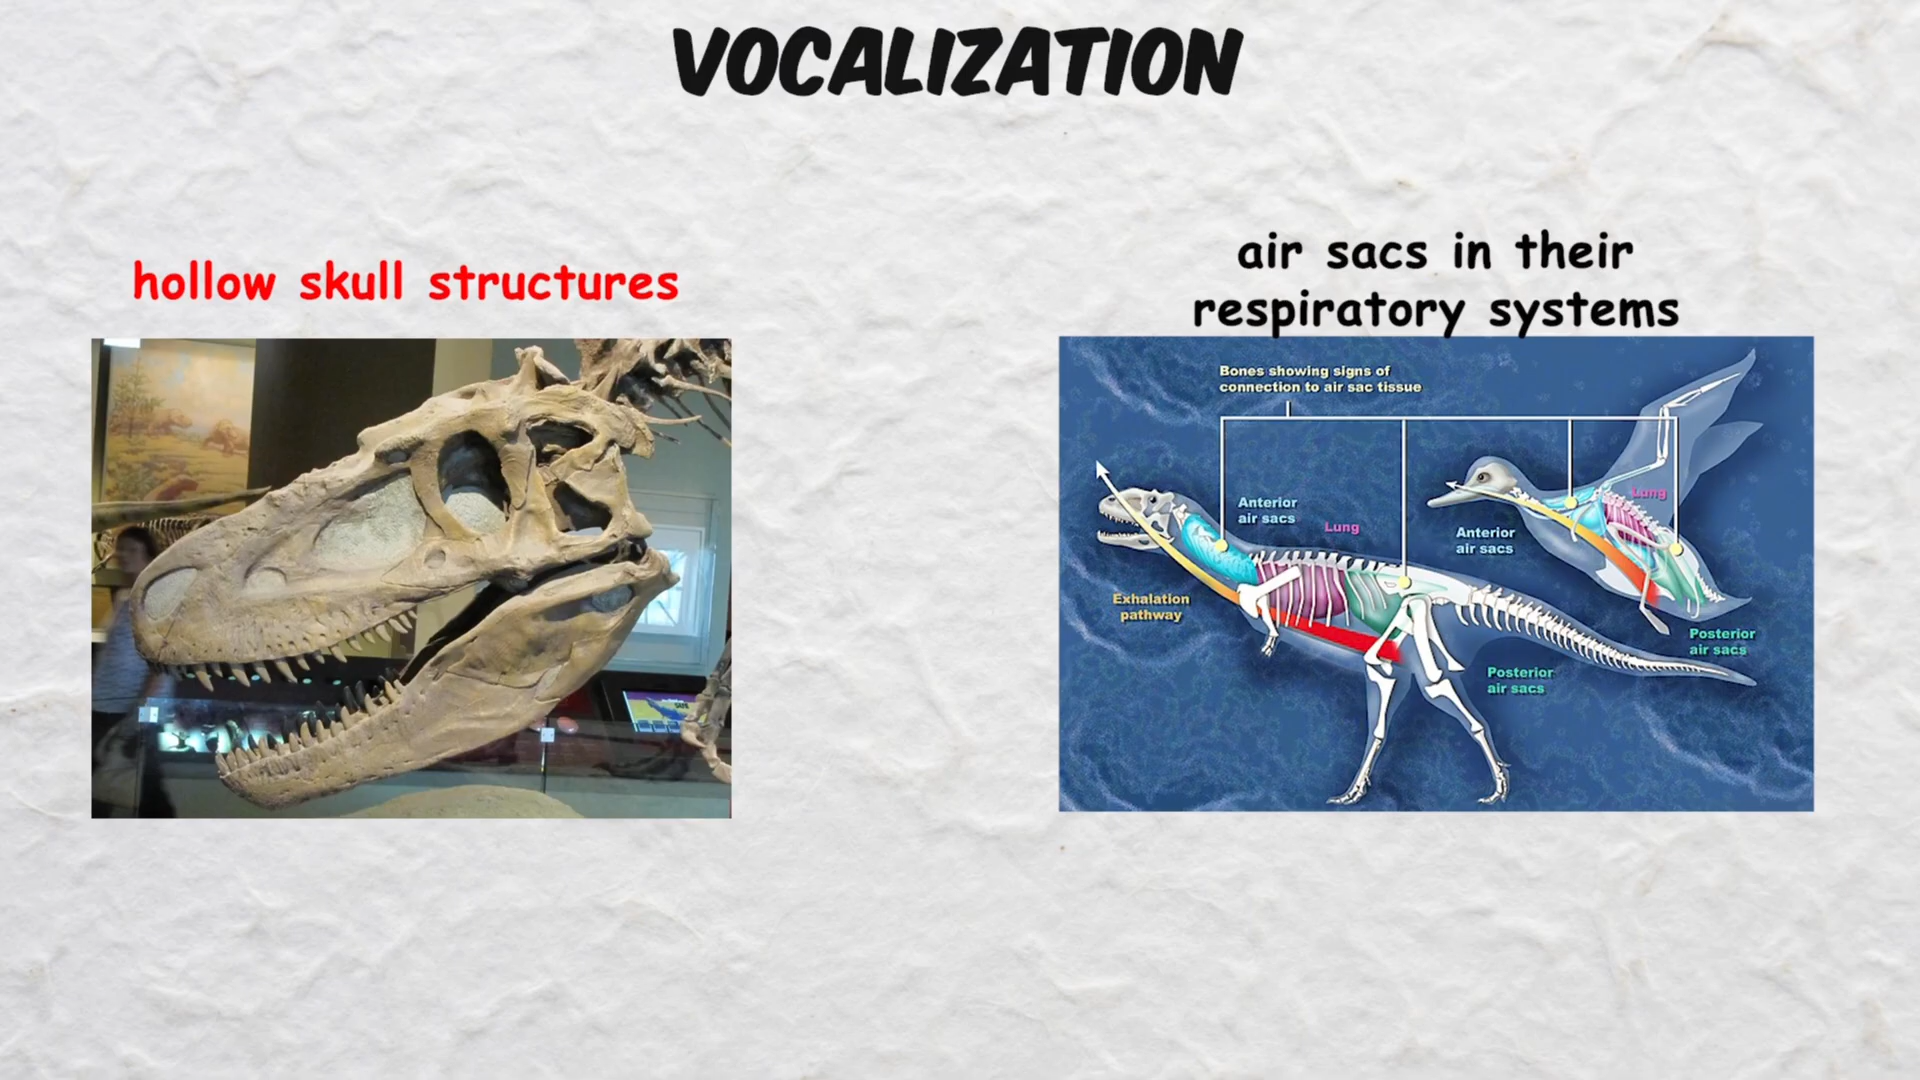 VOCALIZATION
hollow skull structures
air sacs in their
respiratory systems
Bones showing signs of
connection to air sac tissue
Anterior
air sacs
Lung
Exhalation
pathway
Posterior
air sacs
Anterior
air sacs
Lung
Posterior
air sacs